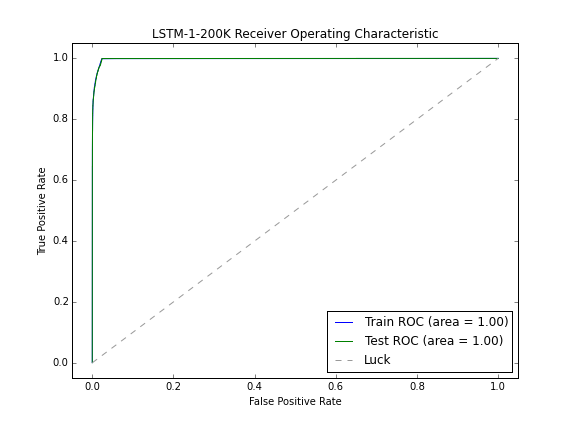 LSTM-1-200K Receiver Operating Characteristic
1.0
0.8
0.6
0.4
0.2
0.0
True Positive Rate
0.0 0.2 0.4 0.6 0.8 1.0
False Positive Rate
Train ROC (area = 1.00)
Test ROC (area = 1.00)
Luck